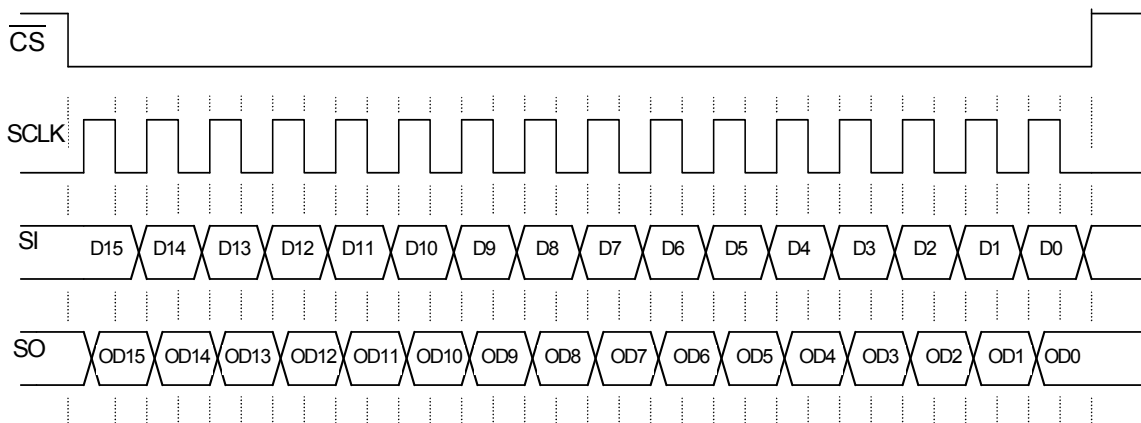 CS
SCLK
SI D15 D14 D13 D12 D11 D10 D9 D8 D7 D6 D5 D4 D3 D2 D1 D0
SO OD15 OD14 OD13 OD12 OD11 OD10 OD9 OD8 OD7 OD6 OD5 OD4 OD3 OD2 OD1 OD0